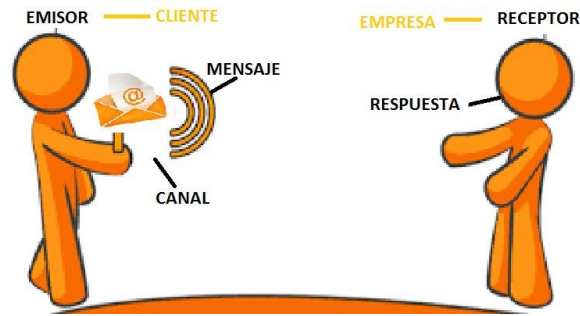 EMISOR CLIENTE
EMPRESA RECEPTOR
MENSAJE
@
RESPUESTA
CANAL